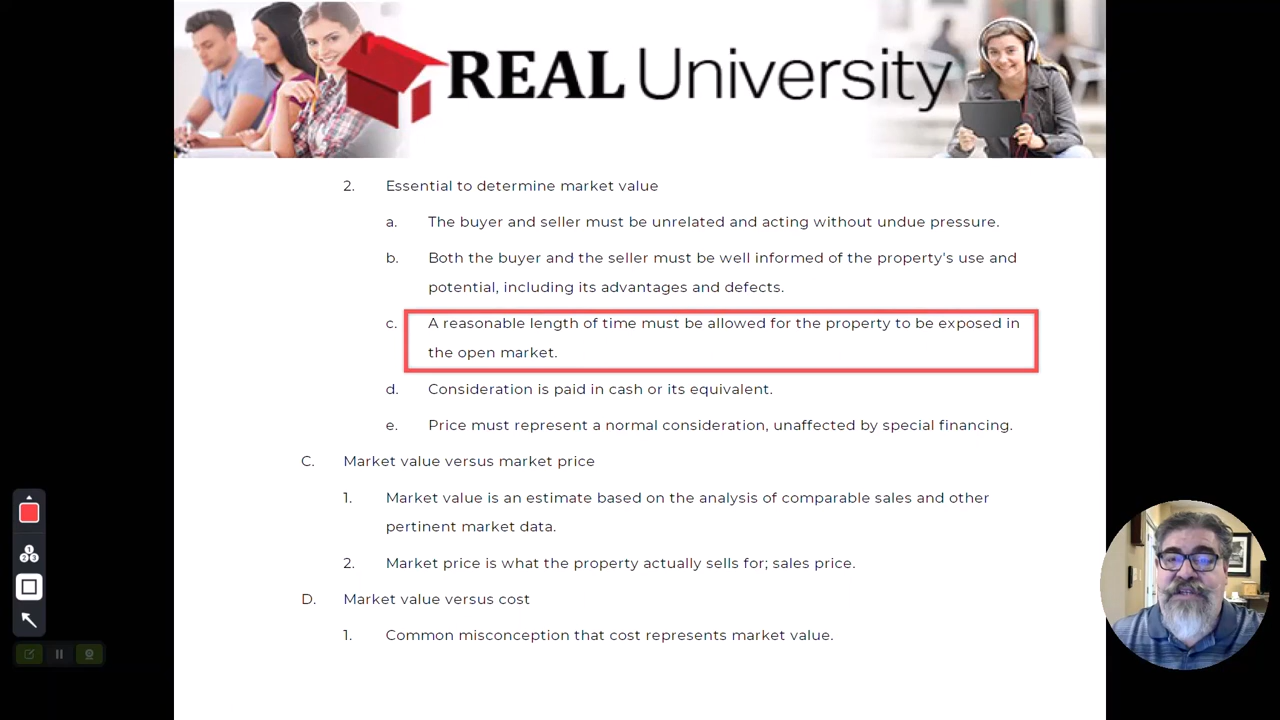 REAL University
2. Essential to determine market value
a. The buyer and seller must be unrelated and acting without undue pressure.
b. Both the buyer and the seller must be well informed of the property's use and
potential, including its advantages and defects.
c. A reasonable length of time must be allowed for the property to be exposed in
the open market.
d. Consideration is paid in cash or its equivalent.
e. Price must represent a normal consideration, unaffected by special financing.
C. Market value versus market price
1. Market value is an estimate based on the analysis of comparable sales and other
pertinent market data.
2. Market price is what the property actually sells for; sales price.
D. Market value versus cost
1. Common misconception that cost represents market value.